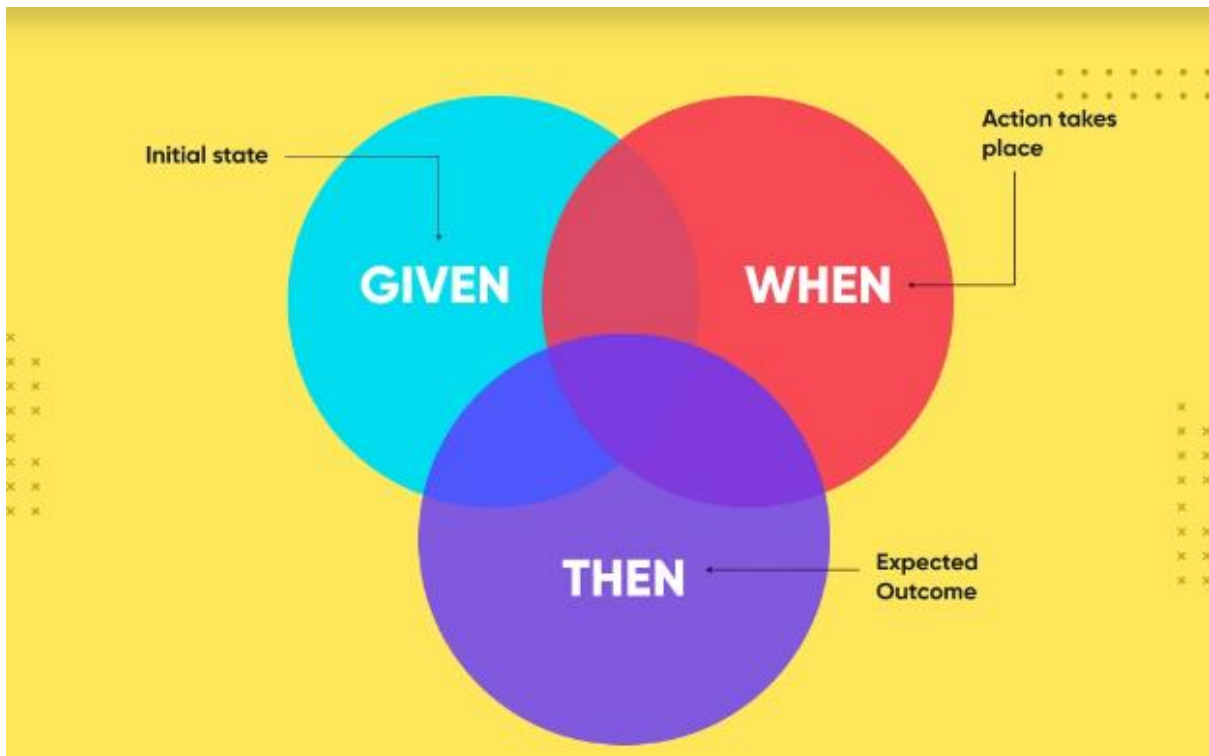 Action takes
place
Initial state
GIVEN
WHEN
THEN
Expected
Outcome